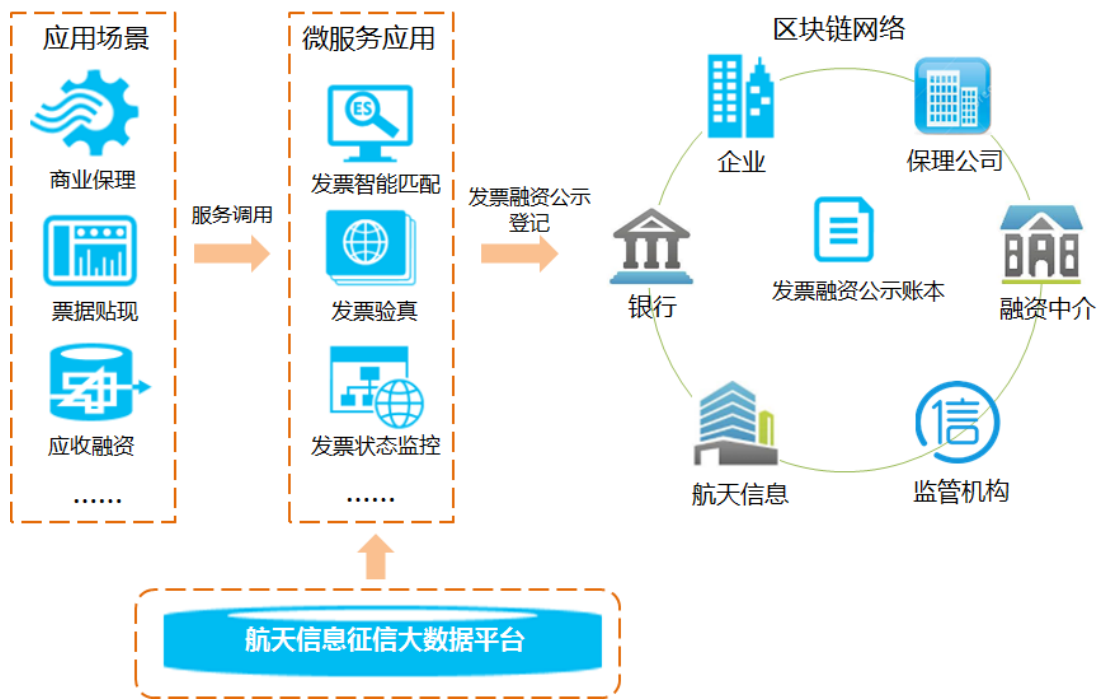 应用场景
商业保理
票据贴现
应收融资
……
服务调用
微服务应用
ES
发票智能匹配
发票验真
发票状态监控
……
发票融资公示
登记
区块链网络
企业
保理公司
银行
发票融资公示账本
融资中介
航天信息
信
监管机构
航天信息征信大数据平台